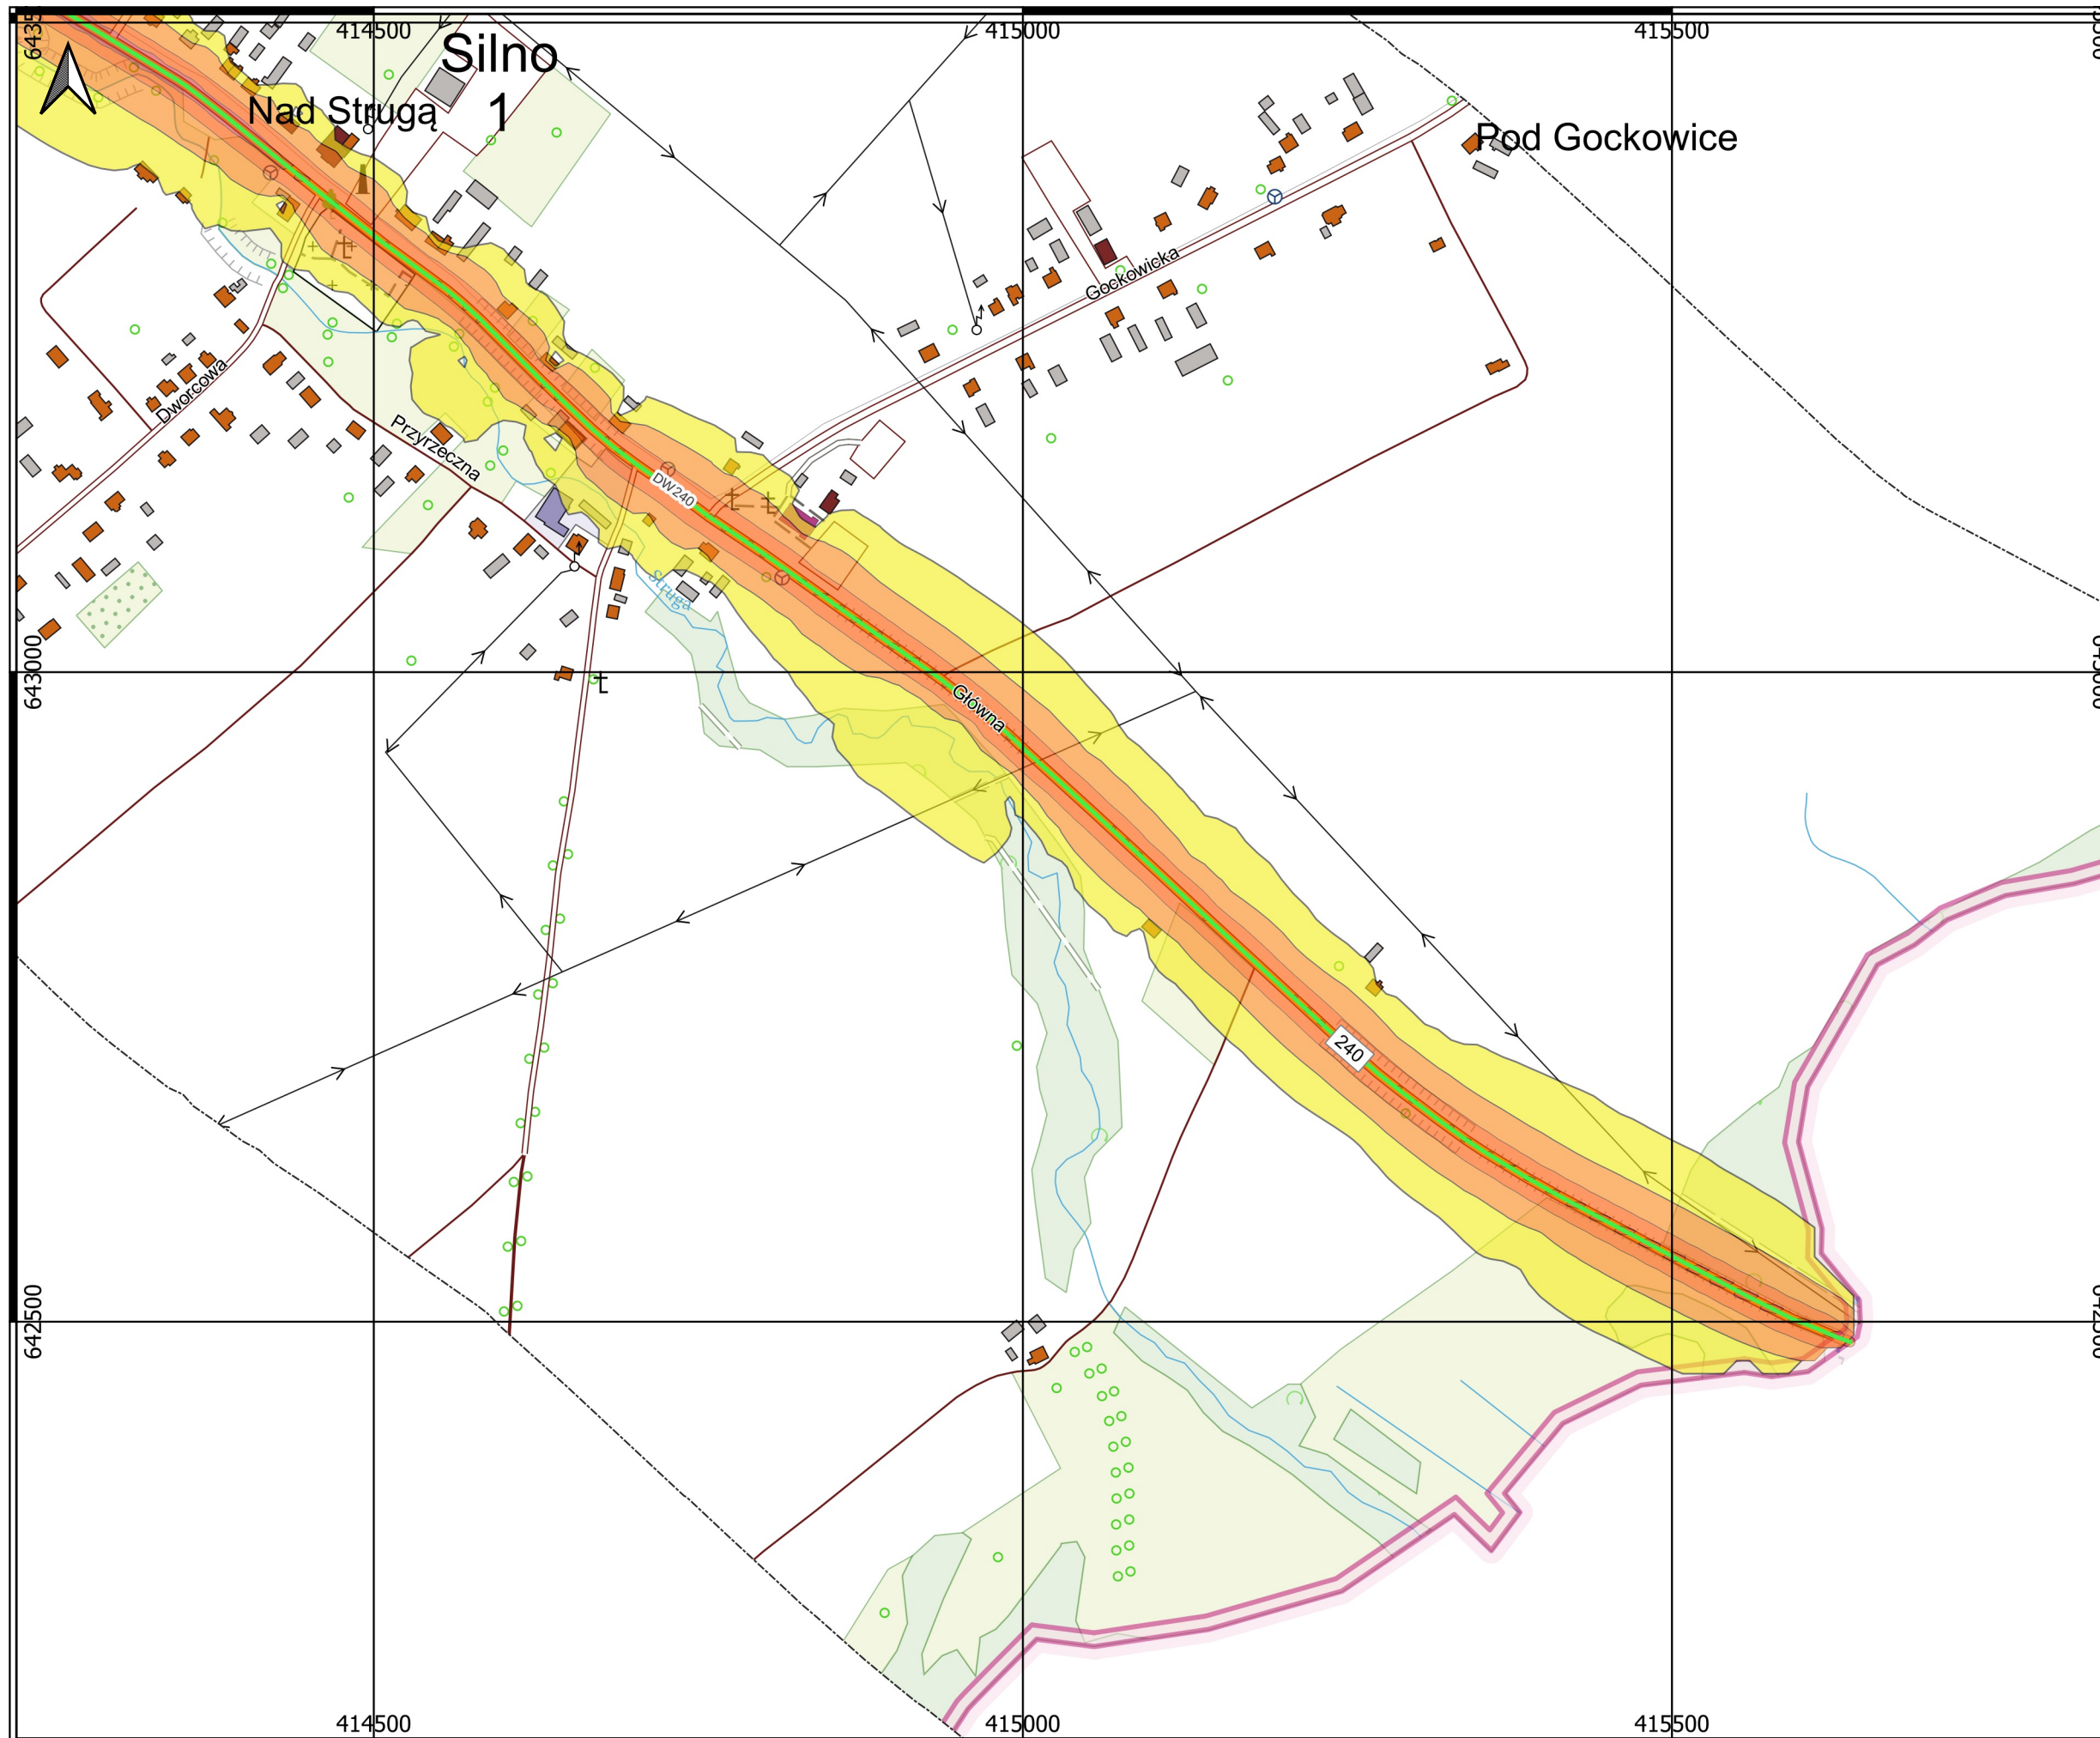 414500
415000
415500
Silno
1
Nad Strugą
Pod Gockowice
Gockowicka
Dworcowa
Przyrzeczna
DW240
Struga
643000
Główna
240
642500
414500
415000
415500